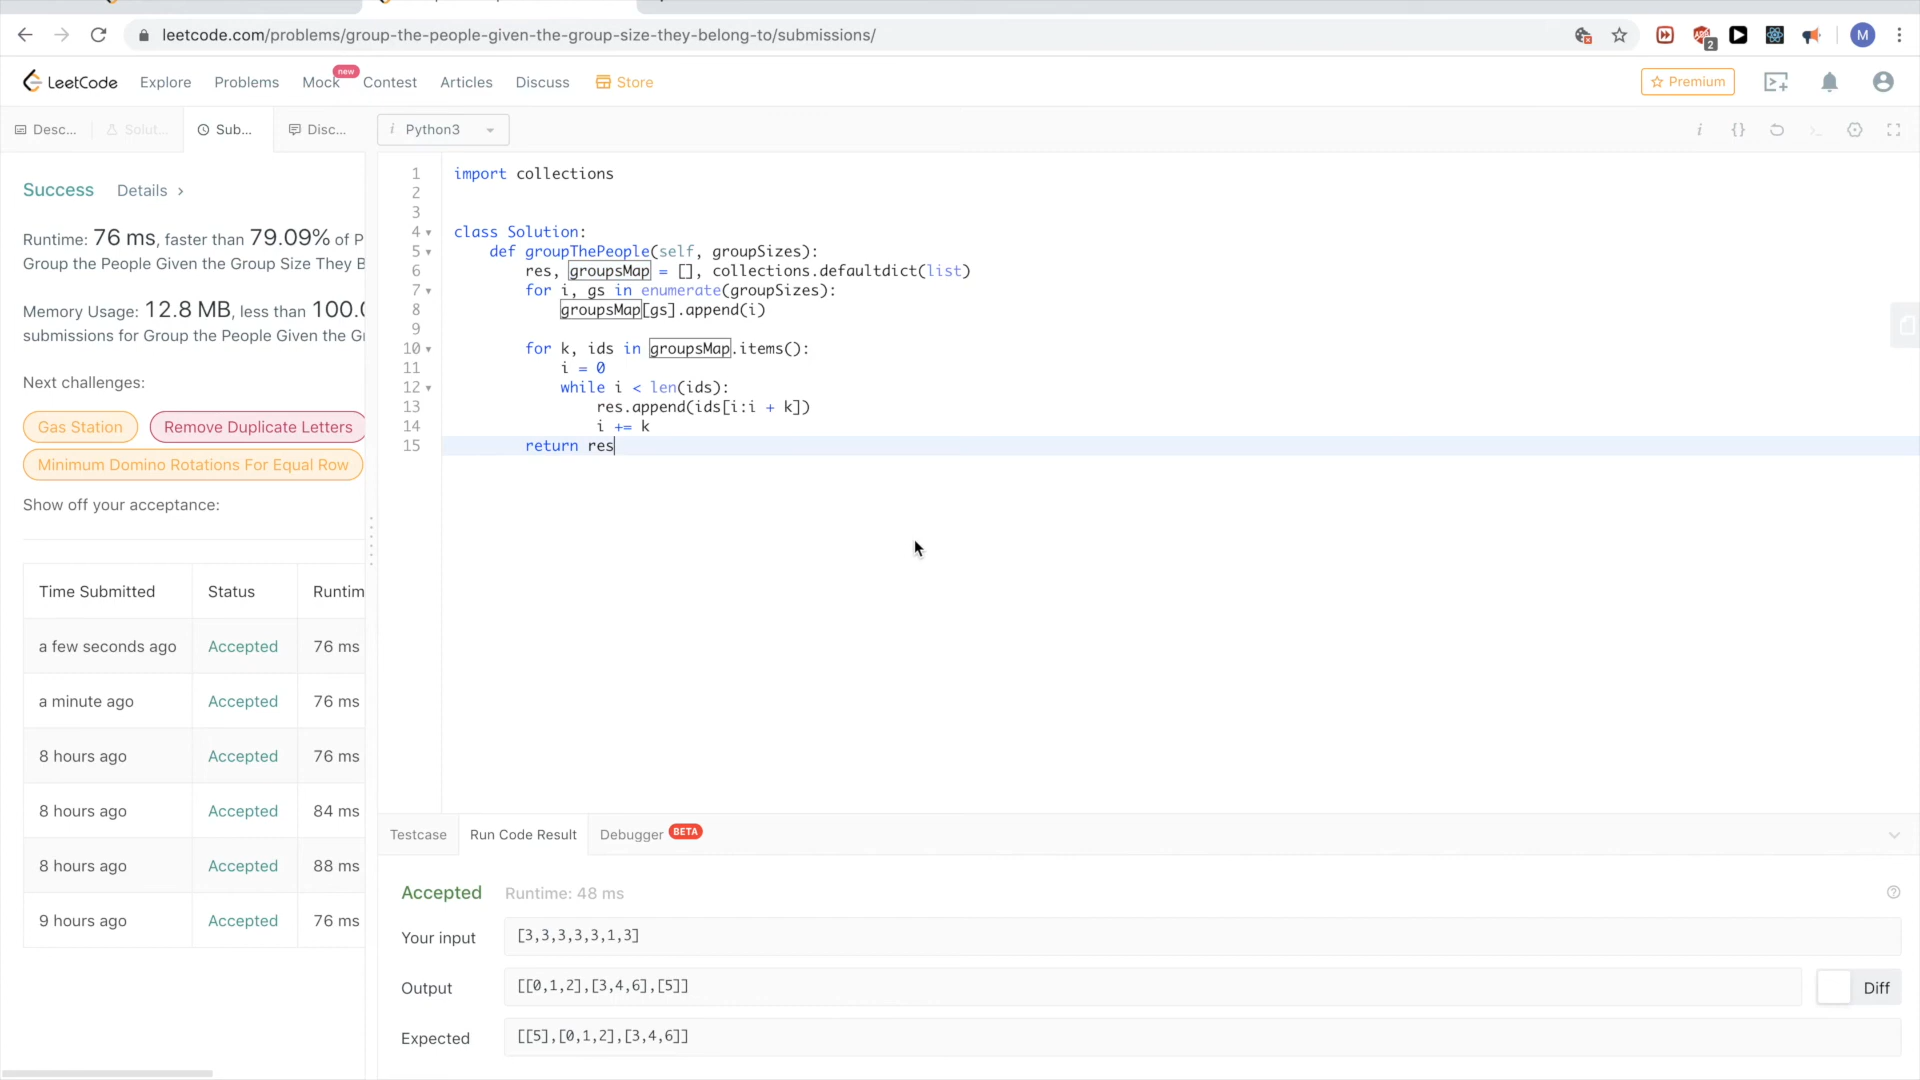 leetcode.com/problems/group-the-people-given-the-group-size-they-belong-to/submissions/
2
M
LeetCode
Explore
Problems
Mock
new
Contest
Articles
Discuss
Store
Premium
Desc...
Solut...
Sub...
Disc...
i Python3
i {}
Success Details >
Runtime: 76 ms, faster than 79.09% of P
Group the People Given the Group Size They B
Memory Usage: 12.8 MB, less than 100.0
submissions for Group the People Given the Gr
Next challenges:
Gas Station
Remove Duplicate Letters
Minimum Domino Rotations For Equal Row
Show off your acceptance:
Time Submitted Status Runtim
a few seconds ago Accepted 76 ms
a minute ago Accepted 76 ms
8 hours ago Accepted 76 ms
8 hours ago Accepted 84 ms
8 hours ago Accepted 88 ms
9 hours ago Accepted 76 ms
1 import collections
2
3
4 class Solution:
5 def groupThePeople(self, groupSizes):
6 res, groupsMap = [], collections.defaultdict(list)
7 for i, gs in enumerate(groupSizes):
8 groupsMap[gs].append(i)
9
10 for k, ids in groupsMap.items():
11 i = 0
12 while i < len(ids):
13 res.append(ids[i:i + k])
14 i += k
15 return res
Testcase
Run Code Result
Debugger BETA
Accepted Runtime: 48 ms
Your input [3,3,3,3,3,1,3]
Output [[0,1,2],[3,4,6],[5]]
Diff
Expected [[5],[0,1,2],[3,4,6]]